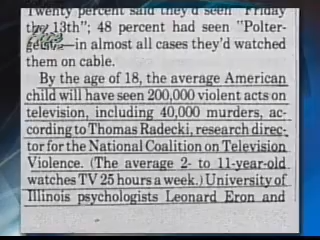 Twenty percent said they'd seen "Friday
the 13th"; 48 percent had seen "Polter-
geist"—in almost all cases they'd watched
them on cable.
By the age of 18, the average American
child will have seen 200,000 violent acts on
television, including 40,000 murders, ac-
cording to Thomas Radecki, research direc-
tor for the National Coalition on Television
Violence. (The average 2- to 11-year-old
watches TV 25 hours a week.) University of
Illinois psychologists Leonard Eron and